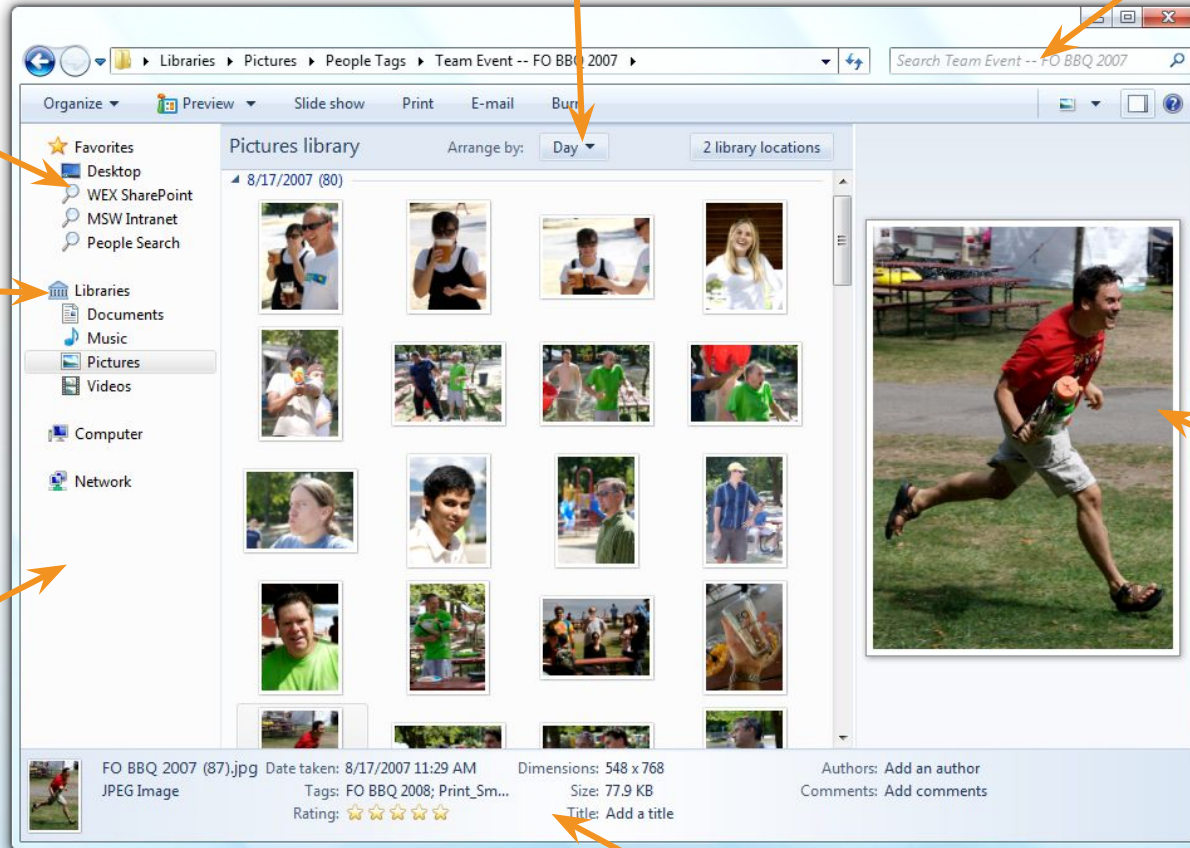 Libraries ▸ Pictures ▸ People Tags ▸ Team Event -- FO BBQ 2007 ▸
Search Team Event -- FO BBQ 2007
Organize Preview Slide show Print E-mail Burn
Favorites
Desktop
WEX SharePoint
MSW Intranet
People Search
Libraries
Documents
Music
Pictures
Videos
Computer
Network
Pictures library Arrange by: Day 2 library locations
8/17/2007 (80)
FO BBQ 2007 (87).jpg Date taken: 8/17/2007 11:29 AM Dimensions: 548 x 768 Authors: Add an author
JPEG Image Tags: FO BBQ 2008; Print_Sm... Size: 77.9 KB Comments: Add comments
Rating: Title: Add a title